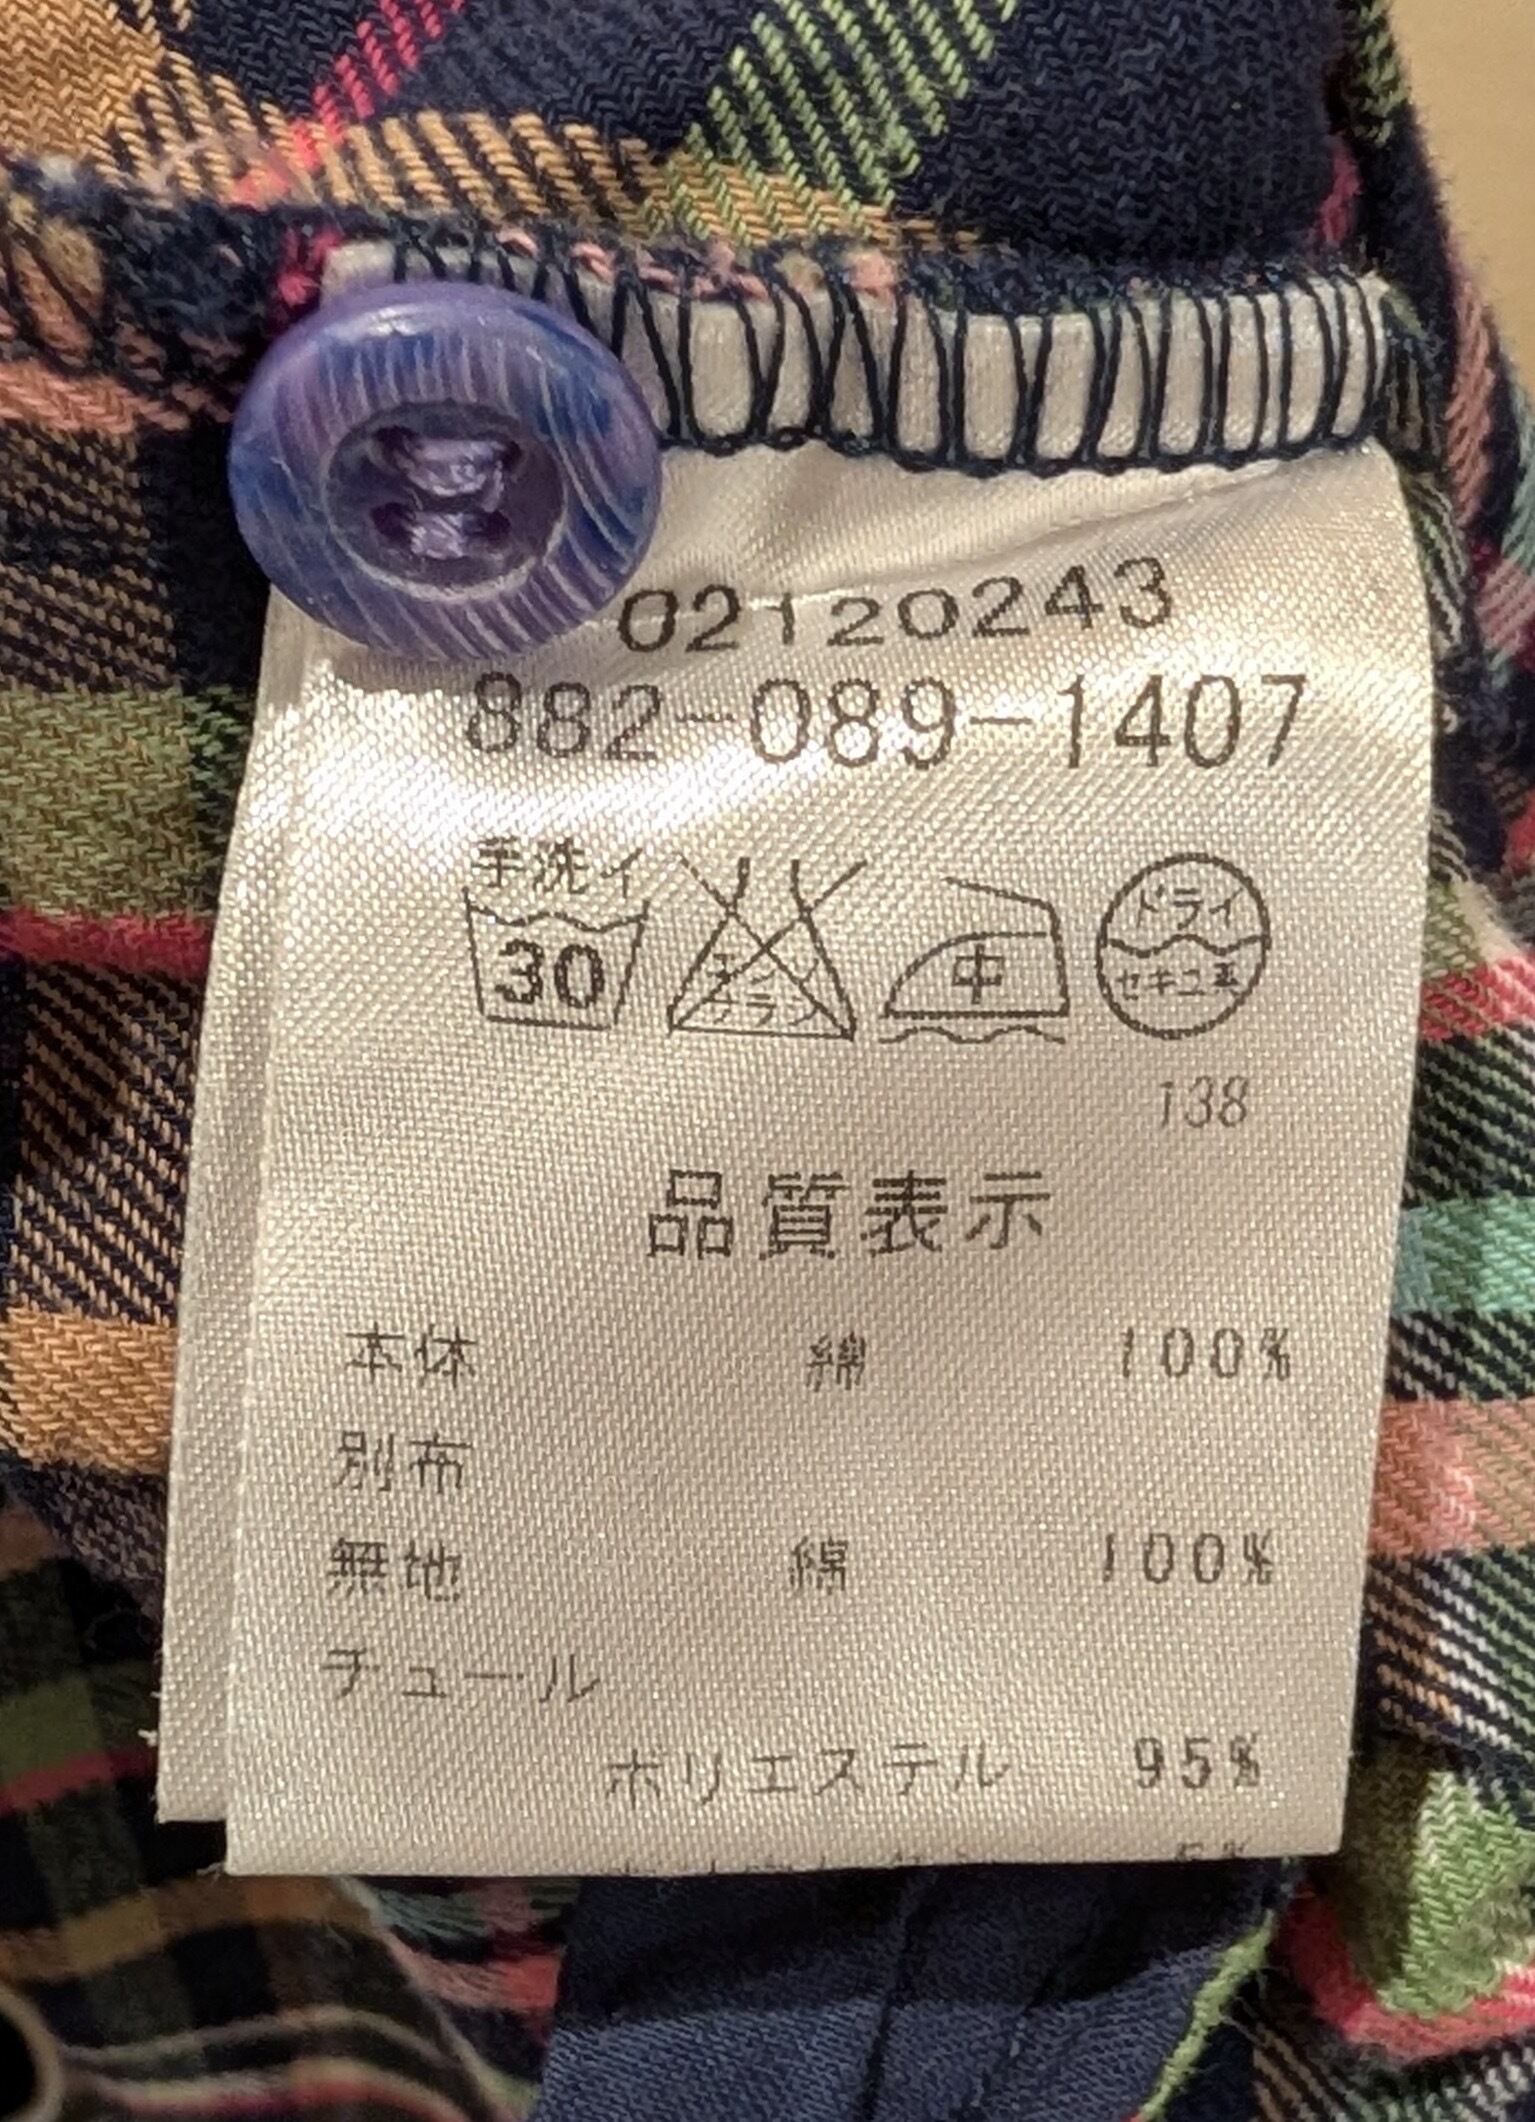 02120243
882-089-1407
手洗イ
30
エンソ
サラシ
中
ドライ
セキユ系
138
品質表示
本体 綿 100%
別布
無地 綿 100%
チュール
ポリエステル 95%
5%